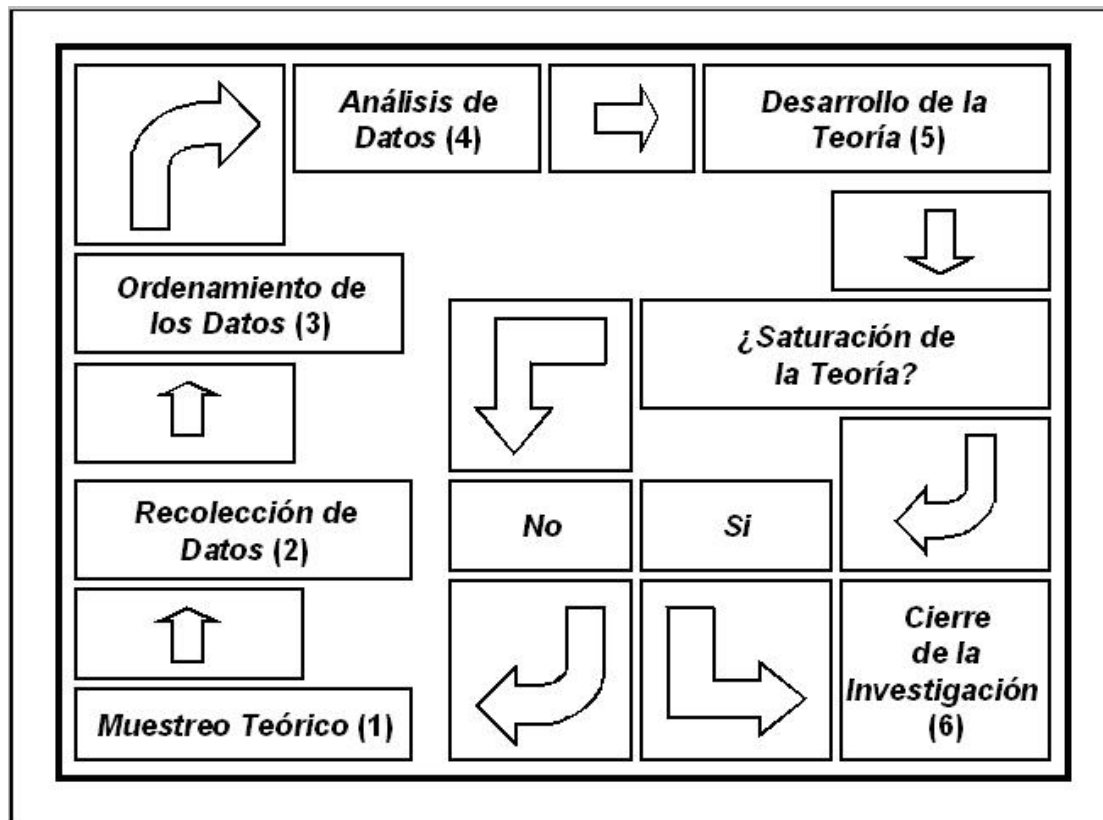 Análisis de
Datos (4)
Desarrollo de la
Teoría (5)
Ordenamiento de
los Datos (3)
¿Saturación de
la Teoría?
Recolección de
Datos (2)
No
Si
Muestreo Teórico (1)
Cierre
de la
Investigación
(6)